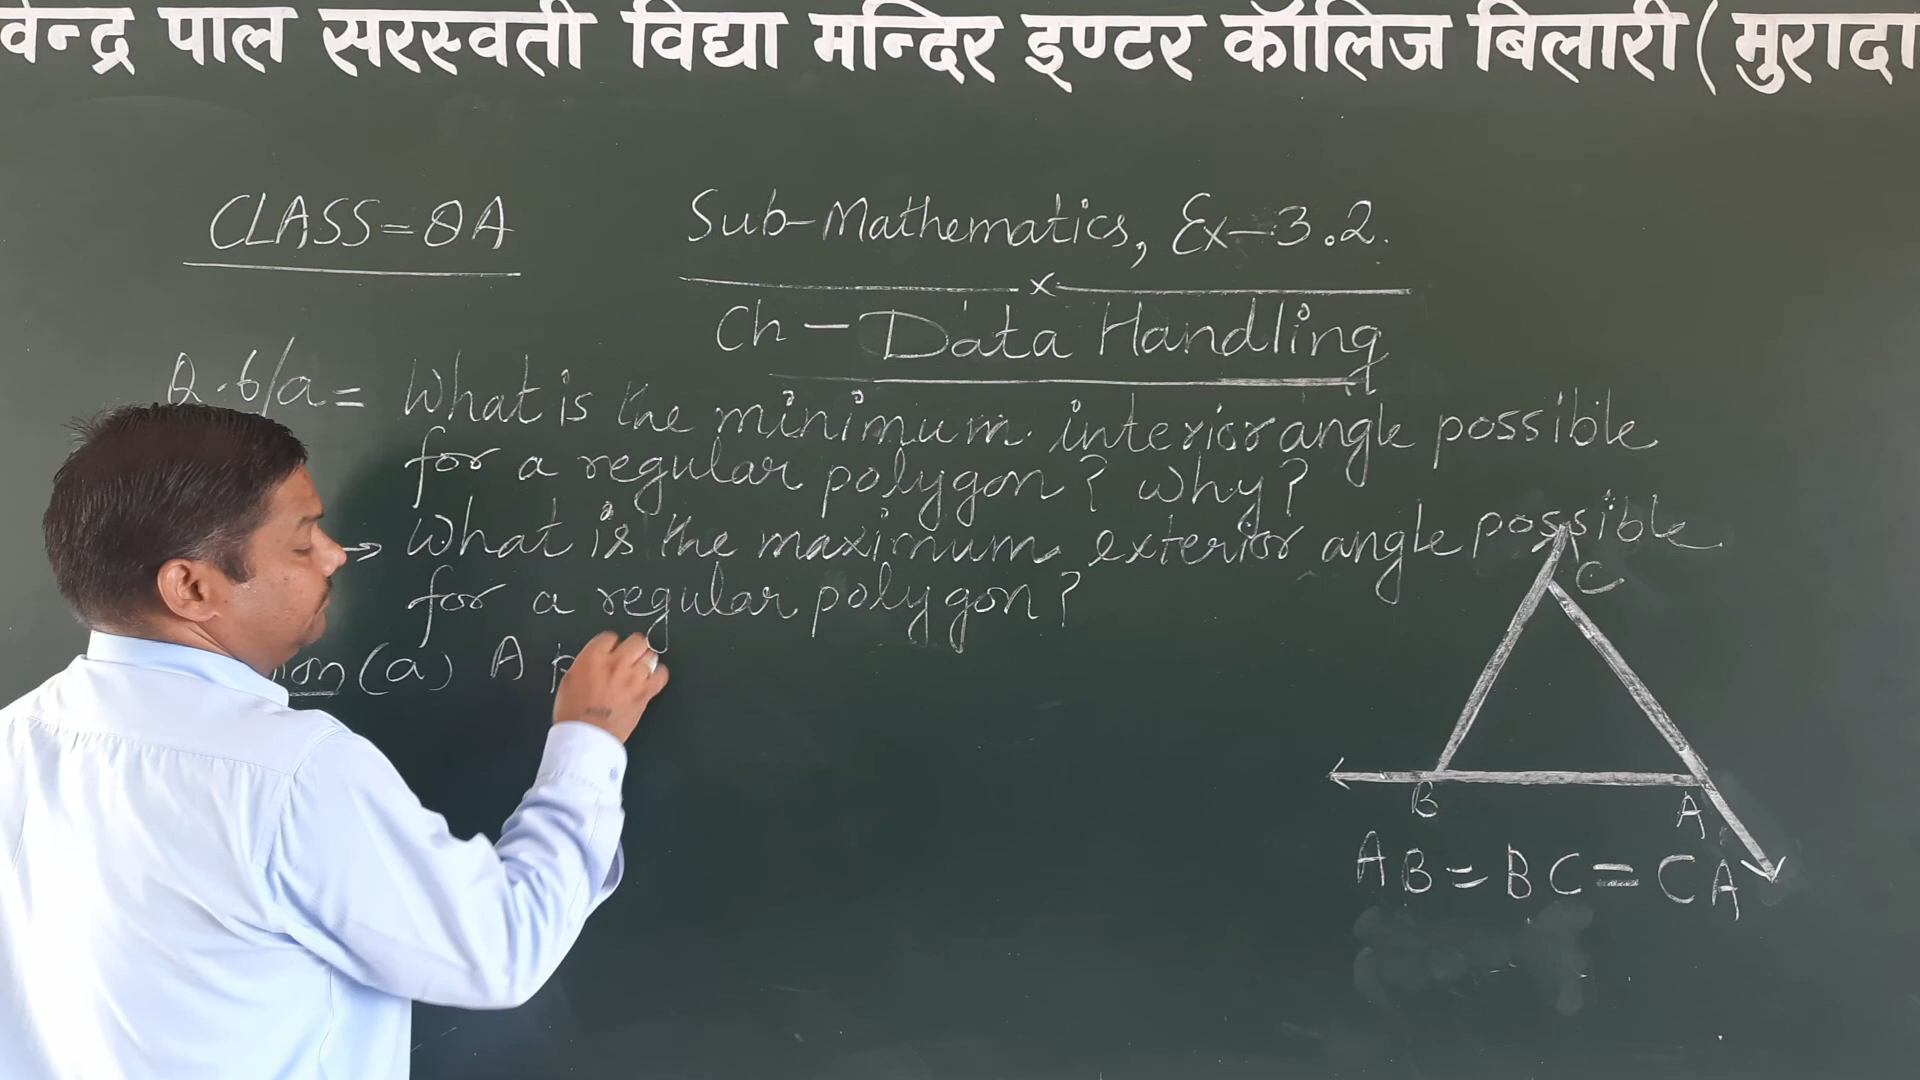 वेन्द्र पाल सरस्वती विद्या मन्दिर इण्टर कॉलिज बिलारी (मुरादा
CLASS=8A
Sub-Mathematics, Ex-3.2.
x
Ch - Data Handling
Q.6/a = What is the minimum interior angle possible
for a regular polygon? Why?
→ What is the maximum exterior angle possible
for a regular polygon?
(a) A
C
B
A
AB=BC=CA